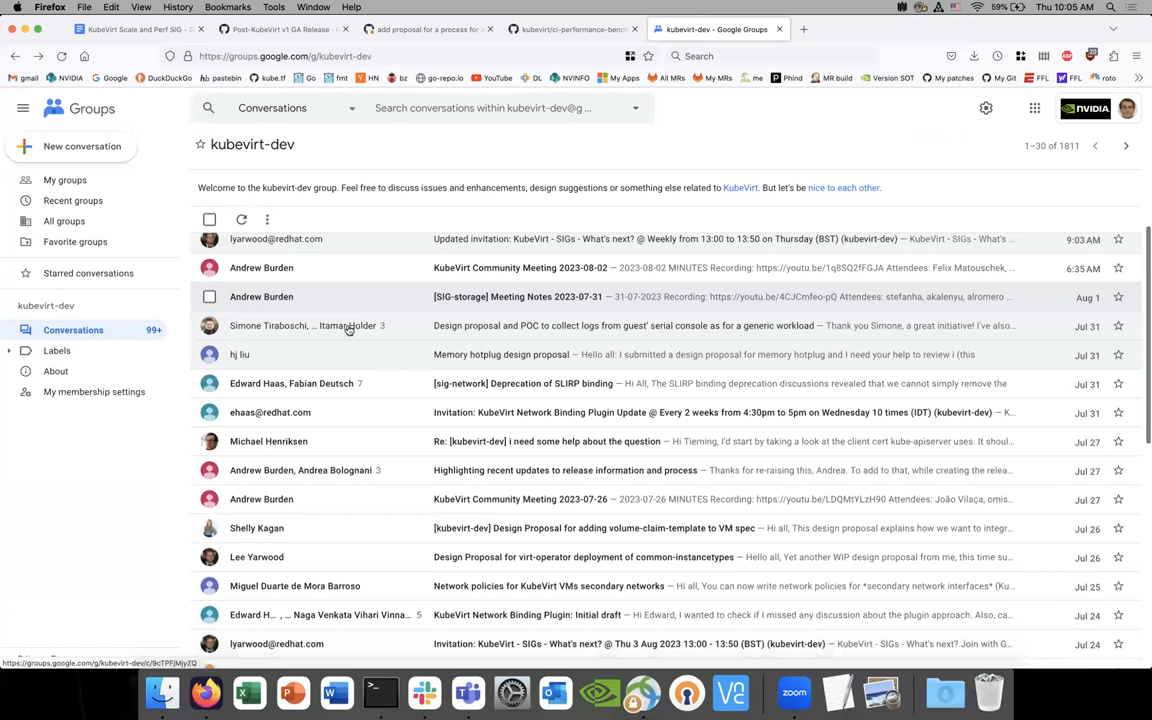 Firefox File Edit View History Bookmarks Tools Window Help 59% Thu 10:05 AM
KubeVirt Scale and Perf SIG - C
Post-KubeVirt v1 GA Release -
add proposal for a process for a
kubevirt/ci-performance-bench
kubevirt-dev - Google Groups
https://groups.google.com/g/kubevirt-dev
Search
20
gmail NVIDIA Google DuckDuckGo pastebin kube.tf Go fmt HN bz go-repo.io YouTube DL NVINFO My Apps All MRs My MRs me Phind MR build Version SOT My patches My Git FFL FFL roto
Groups
Conversations
Search conversations within kubevirt-dev@g ...
NVIDIA
New conversation
My groups
Recent groups
All groups
Favorite groups
Starred conversations
kubevirt-dev
Conversations 99+
Labels
About
My membership settings
kubevirt-dev
1–30 of 1811
Welcome to the kubevirt-dev group. Feel free to discuss issues and enhancements, design suggestions or something else related to KubeVirt. But let's be nice to each other.
lyarwood@redhat.com Updated invitation: KubeVirt - SIGs - What's next? @ Weekly from 13:00 to 13:50 on Thursday (BST) (kubevirt-dev) — KubeVirt - SIGs - What's ... 9:03 AM
Andrew Burden KubeVirt Community Meeting 2023-08-02 — 2023-08-02 MINUTES Recording: https://youtu.be/1q8SQ2fFGJA Attendees: Felix Matouschek, ... 6:35 AM
Andrew Burden [SIG-storage] Meeting Notes 2023-07-31 — 31-07-2023 Recording: https://youtu.be/4CJCmfeo-pQ Attendees: stefanha, akalenyu, alromero ... Aug 1
Simone Tiraboschi, ... Itamar Holder 3 Design proposal and POC to collect logs from guest' serial console as for a generic workload — Thank you Simone, a great initiative! I've also... Jul 31
hj liu Memory hotplug design proposal — Hello all: I submitted a design proposal for memory hotplug and I need your help to review i (this Jul 31
Edward Haas, Fabian Deutsch 7 [sig-network] Deprecation of SLIRP binding — Hi All, The SLIRP binding deprecation discussions revealed that we cannot simply remove the Jul 31
ehaas@redhat.com Invitation: KubeVirt Network Binding Plugin Update @ Every 2 weeks from 4:30pm to 5pm on Wednesday 10 times (IDT) (kubevirt-dev) — K... Jul 31
Michael Henriksen Re: [kubevirt-dev] i need some help about the question — Hi Tierning, I'd start by taking a look at the client cert kube-apiserver uses. It shoul... Jul 27
Andrew Burden, Andrea Bolognani 3 Highlighting recent updates to release information and process — Thanks for re-raising this, Andrea. To add to that, while creating the relea... Jul 27
Andrew Burden KubeVirt Community Meeting 2023-07-26 — 2023-07-26 MINUTES Recording: https://youtu.be/LDQMtYLzH90 Attendees: João Vilaça, omis... Jul 27
Shelly Kagan [kubevirt-dev] Design Proposal for adding volume-claim-template to VM spec — Hi all, This design proposal explains how we want to integr... Jul 26
Lee Yarwood Design Proposal for virt-operator deployment of common-instancetypes — Hello all, Yet another WIP design proposal from me, this time su... Jul 26
Miguel Duarte de Mora Barroso Network policies for KubeVirt VMs secondary networks — Hi all, You can now write network policies for *secondary network interfaces* (Ku... Jul 25
Edward H..., ... Naga Venkata Vihari Vinna... 5 KubeVirt Network Binding Plugin: Initial draft — Hi Edward, I wanted to check if I missed any discussion about the plugin approach. Also, ca... Jul 24
lyarwood@redhat.com Invitation: KubeVirt - SIGs - What's next? @ Thu 3 Aug 2023 13:00 - 13:50 (BST) (kubevirt-dev) — KubeVirt - SIGs - What's next? Join with G... Jul 24
https://groups.google.com/g/kubevirt-dev/c/9cTPFjMjyZQ
zoom